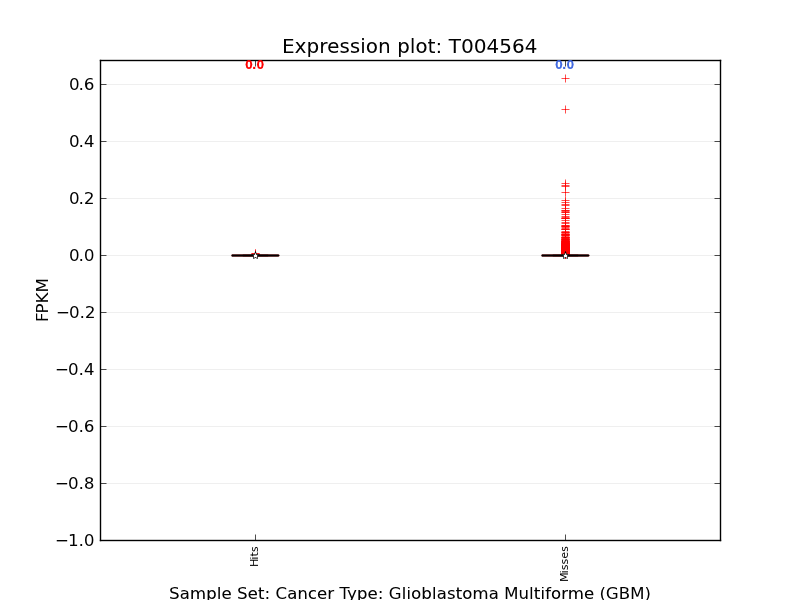 Expression plot: T004564
0.0
0.0
0.6
0.4
0.2
0.0
−0.2
−0.4
−0.6
−0.8
−1.0
FPKM
Hits
Misses
Sample Set: Cancer Type: Glioblastoma Multiforme (GBM)